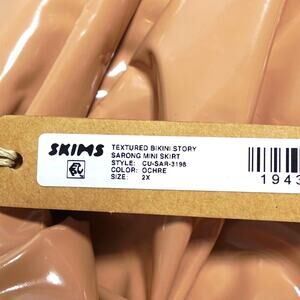 SKIMS
TEXTURED BIKINI STORY
SARONG MINI SKIRT
STYLE: CU-SAR-3198
COLOR: OCHRE
SIZE: 2X
1943